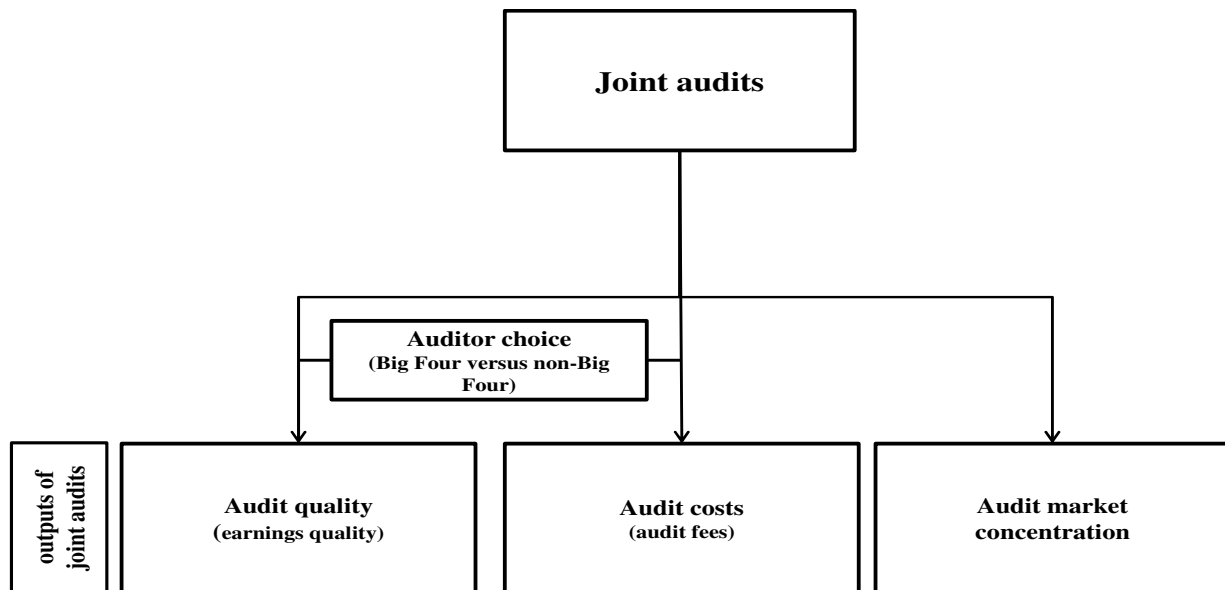 Joint audits
Auditor choice
(Big Four versus non-Big
Four)
outputs of
joint audits
Audit quality
(earnings quality)
Audit costs
(audit fees)
Audit market
concentration